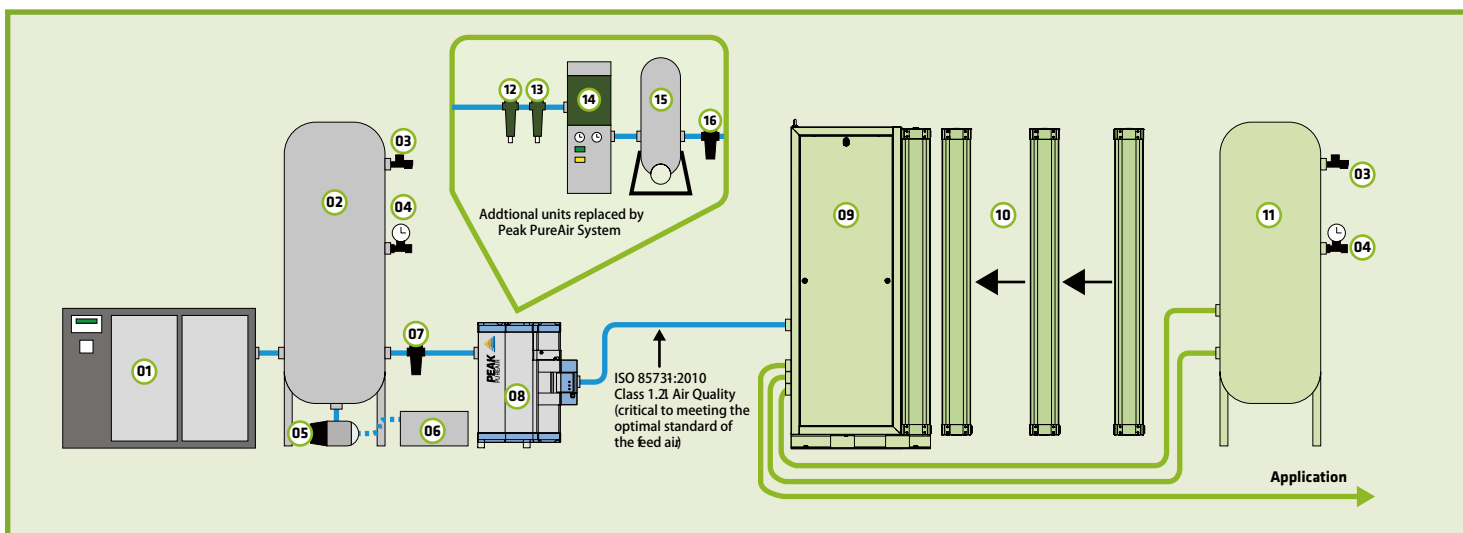 12
13
14
15
16
Addtional units replaced by
Peak PureAir System
01
02
03
04
05
06
07
PEAK
PUREAIR
08
ISO 85731:2010
Class 1.21 Air Quality
(critical to meeting the
optimal standard of
the feed air)
09
10
11
03
04
Application